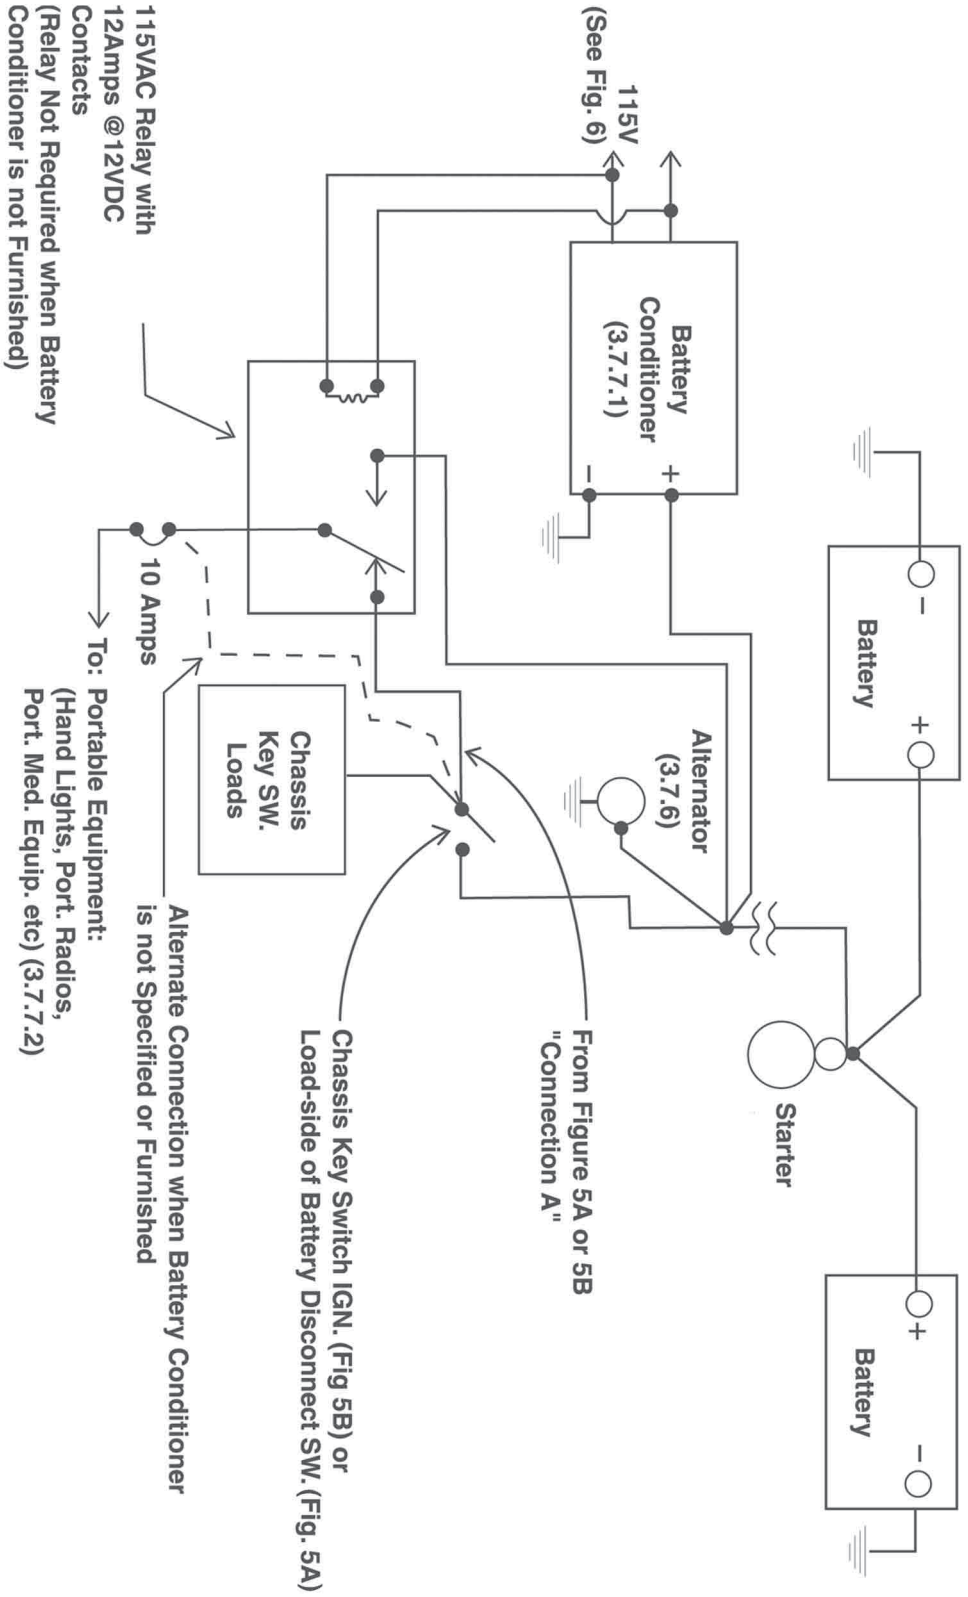 Battery
- +
Battery
+ -
Starter
115V
(See Fig. 6)
Battery
Conditioner
(3.7.7.1)
+
-
Alternator
(3.7.6)
From Figure 5A or 5B
"Connection A"
Chassis Key Switch IGN. (Fig 5B) or
Load-side of Battery Disconnect SW. (Fig. 5A)
Chassis
Key SW.
Loads
115VAC Relay with
12Amps @12VDC
Contacts
(Relay Not Required when Battery
Conditioner is not Furnished)
10 Amps
Alternate Connection when Battery Conditioner
is not Specified or Furnished
To: Portable Equipment:
(Hand Lights, Port. Radios,
Port. Med. Equip. etc) (3.7.7.2)